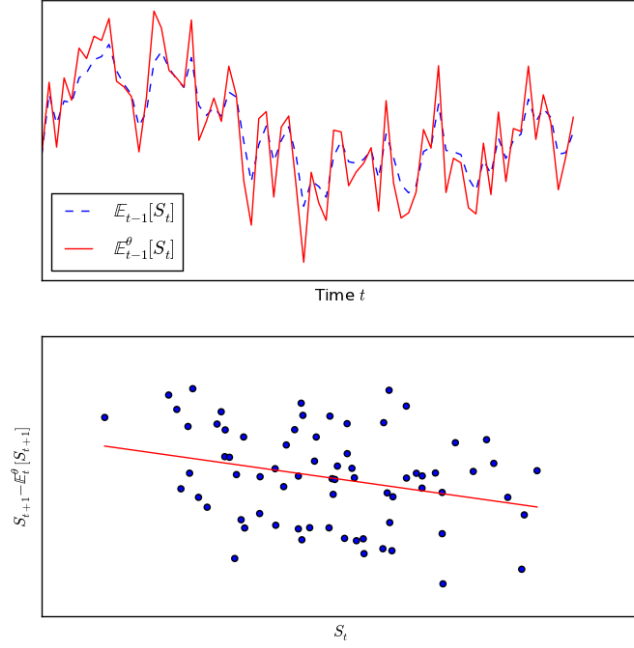 𝔼_{t−1}[S_t]
𝔼^θ_{t−1}[S_t]
Time t
S_{t+1}−𝔼^θ_t[S_{t+1}]
S_t